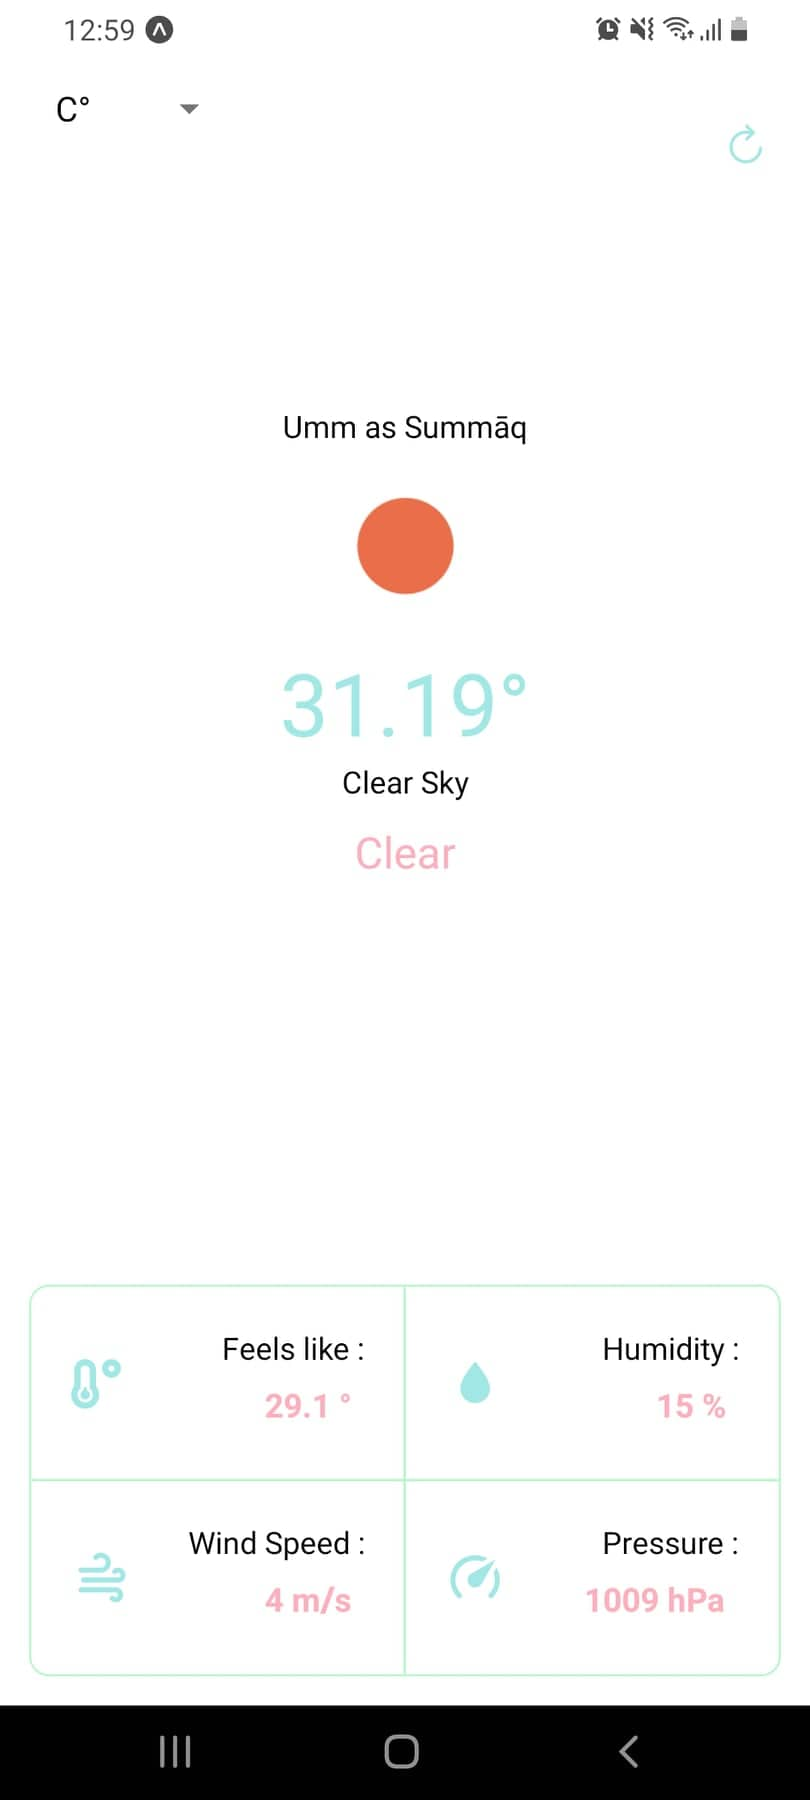 12:59
C°
Umm as Summāq
31.19°
Clear Sky
Clear
Feels like :
29.1 °
Humidity :
15 %
Wind Speed :
4 m/s
Pressure :
1009 hPa